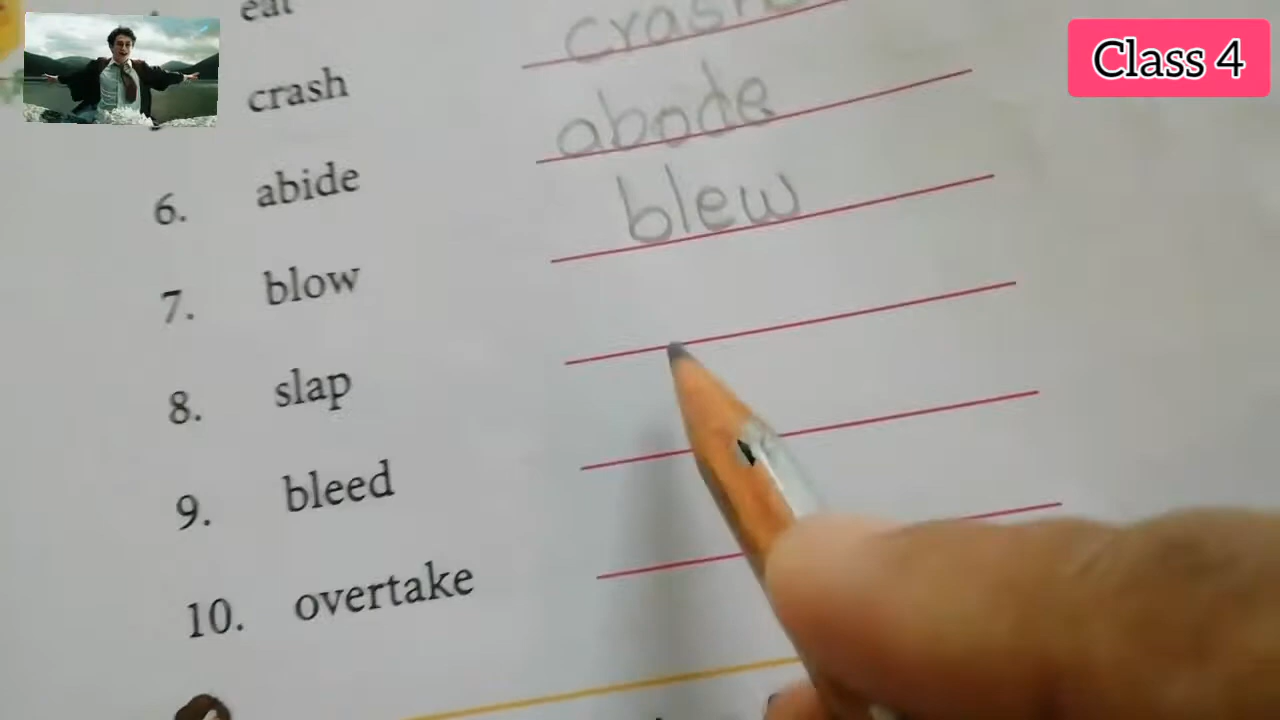 eat
crash
Class 4
crash abode
6. abide blew
7. blow
8. slap
9. bleed
10. overtake